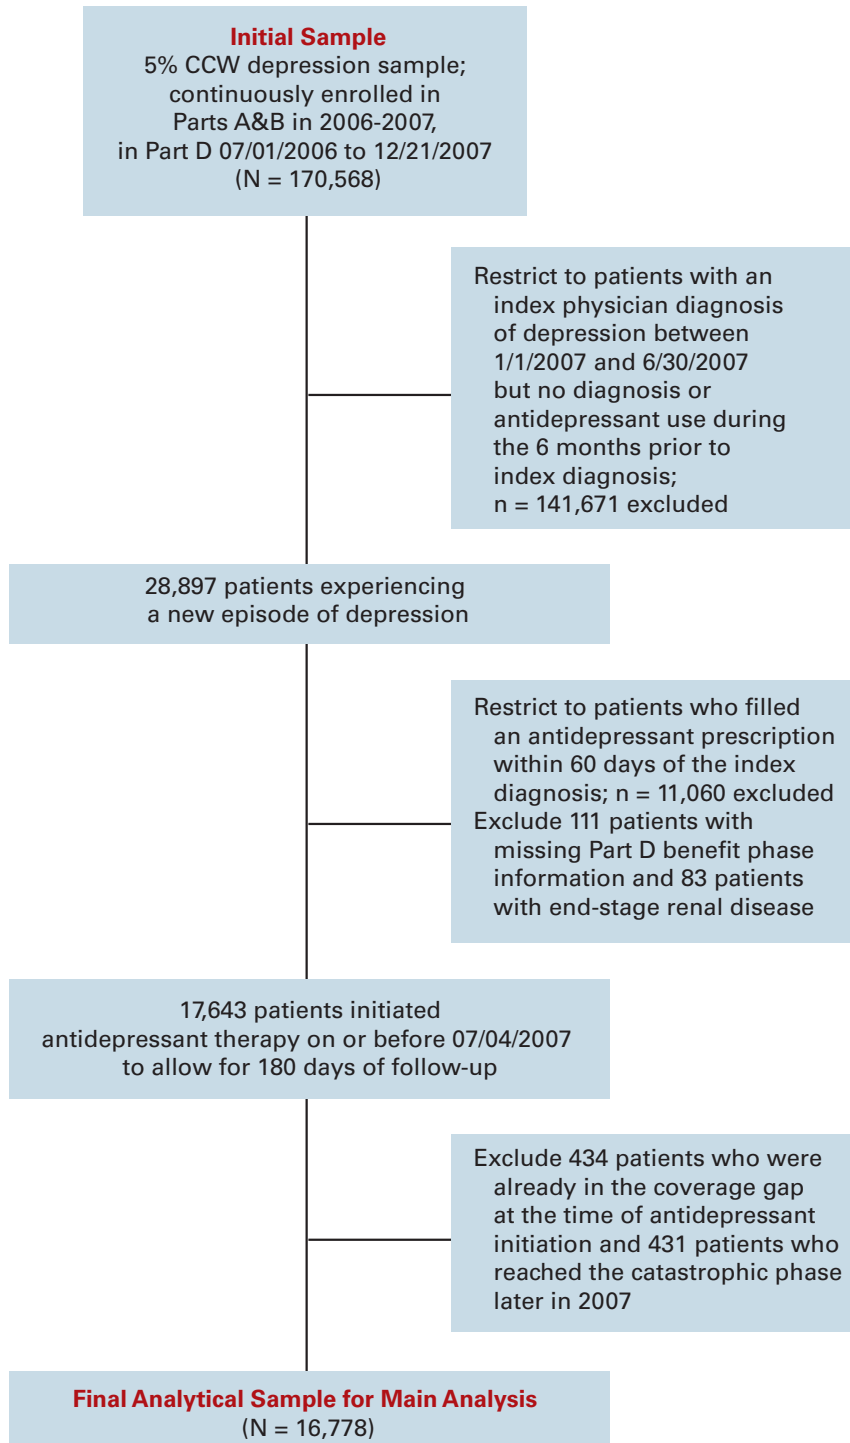 Initial Sample
5% CCW depression sample;
continuously enrolled in
Parts A&B in 2006-2007,
in Part D 07/01/2006 to 12/21/2007
(N = 170,568)
Restrict to patients with an
index physician diagnosis
of depression between
1/1/2007 and 6/30/2007
but no diagnosis or
antidepressant use during
the 6 months prior to
index diagnosis;
n = 141,671 excluded
28,897 patients experiencing
a new episode of depression
Restrict to patients who filled
an antidepressant prescription
within 60 days of the index
diagnosis; n = 11,060 excluded
Exclude 111 patients with
missing Part D benefit phase
information and 83 patients
with end-stage renal disease
17,643 patients initiated
antidepressant therapy on or before 07/04/2007
to allow for 180 days of follow-up
Exclude 434 patients who were
already in the coverage gap
at the time of antidepressant
initiation and 431 patients who
reached the catastrophic phase
later in 2007
Final Analytical Sample for Main Analysis
(N = 16,778)